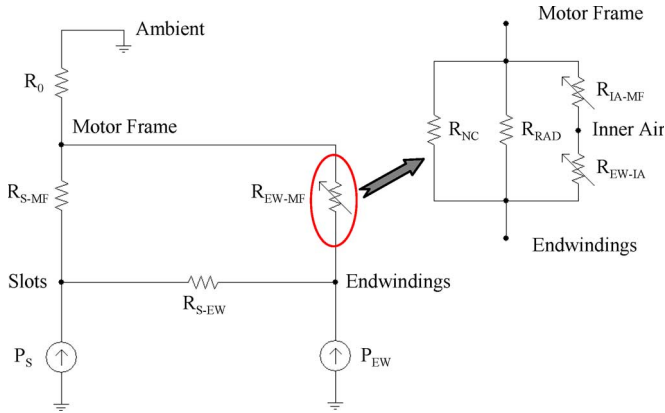 Ambient
R0
Motor Frame
RS-MF
REW-MF
Slots
RS-EW
Endwindings
PS
PEW
Motor Frame
RNC
RRAD
RIA-MF
Inner Air
REW-IA
Endwindings